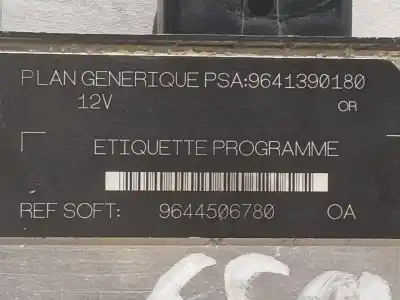 PLAN GENERIQUE PSA:9641390180
12V OR
ETIQUETTE PROGRAMME
REF SOFT: 9644506780 OA